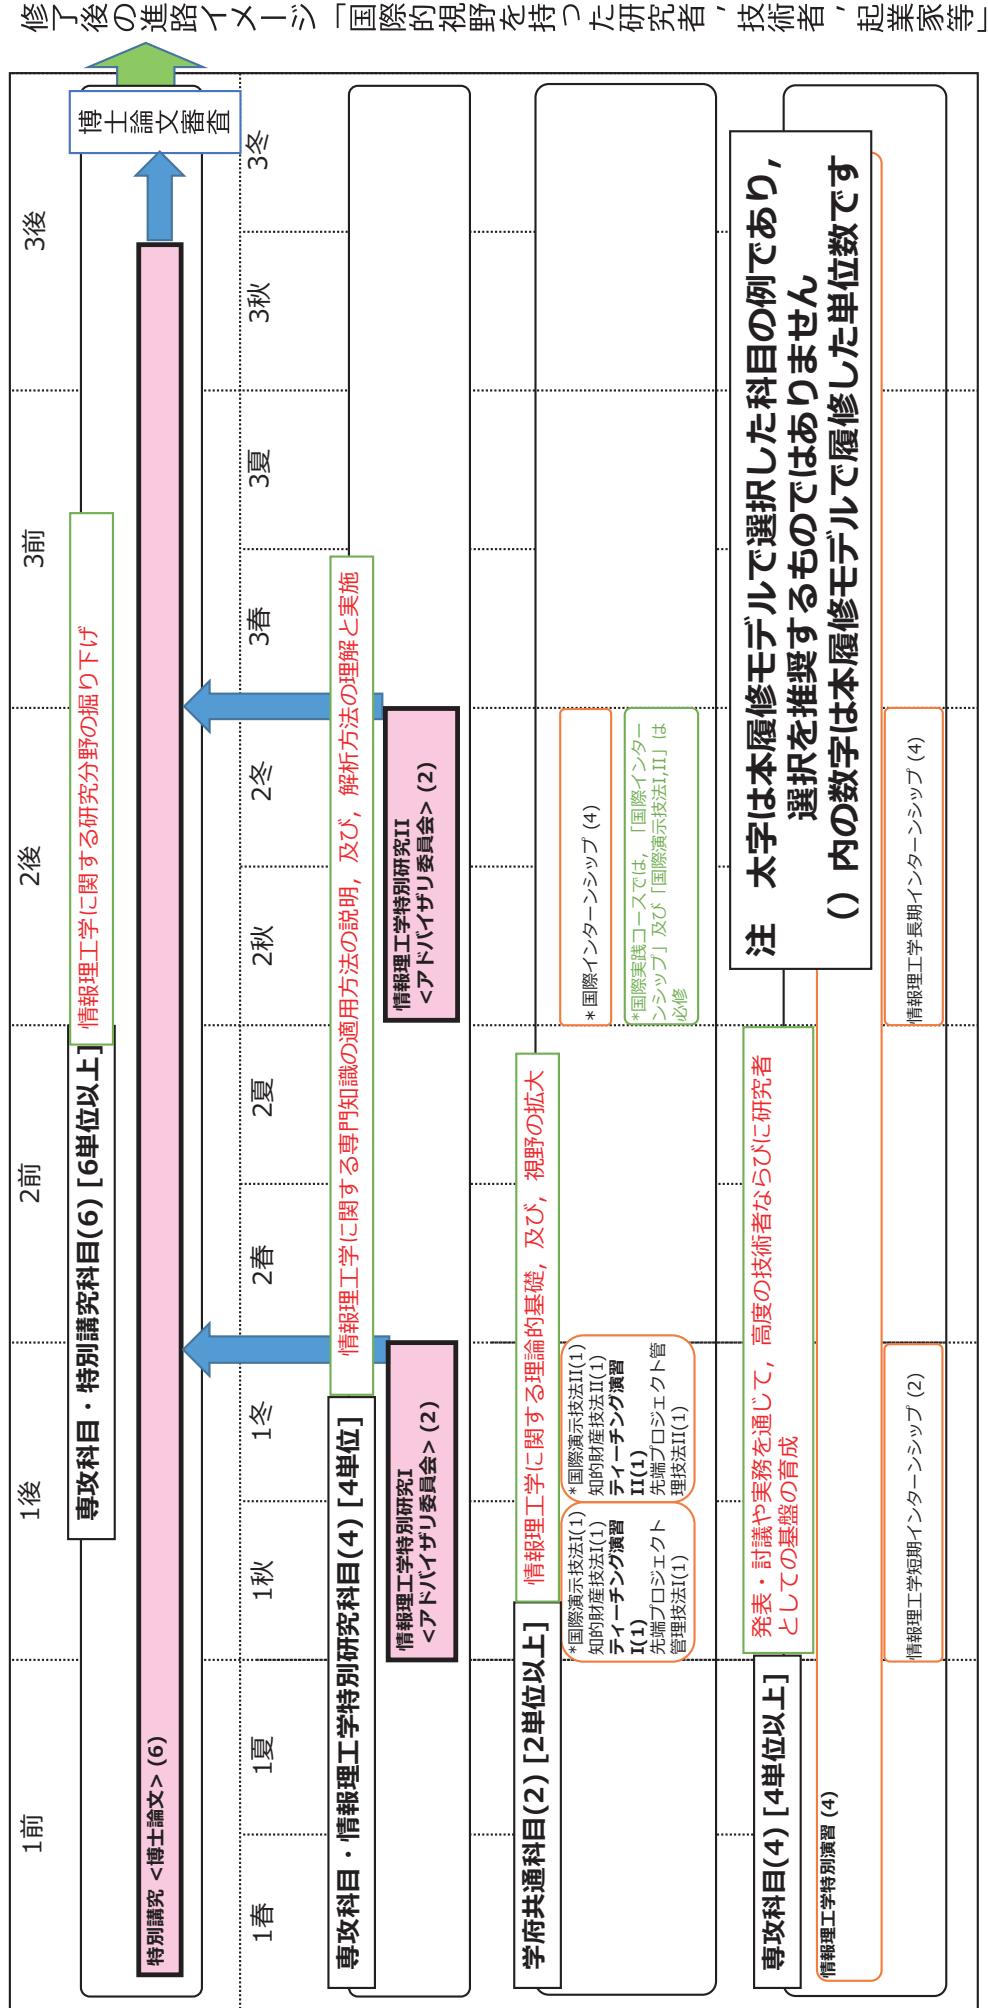 修了後の進路イメージ「国際的視野を持った研究者，技術者，起業家等」
1前
1後
2前
2後
3前
3後
専攻科目・特別講究科目(6) [6単位以上]
情報理工学に関する研究分野の掘り下げ
博士論文審査
特別講究 <博士論文> (6)
1春
1夏
1秋
1冬
2春
2夏
2秋
2冬
3春
3夏
3秋
3冬
専攻科目・情報理工学特別研究科目(4) [4単位]
情報理工学に関する専門知識の適用方法の説明，及び，解析方法の理解と実施
情報理工学特別研究I
<アドバイザリ委員会> (2)
情報理工学特別研究II
<アドバイザリ委員会> (2)
学府共通科目(2) [2単位以上]
情報理工学に関する理論的基礎，及び，視野の拡大
*国際演示技法I(1)
知的財産技法I(1)
ティーチング演習
I(1)
先端プロジェクト
管理技法I(1)
*国際演示技法II(1)
知的財産技法II(1)
ティーチング演習
II(1)
先端プロジェクト管
理技法II(1)
*国際インターンシップ (4)
*国際実践コースでは，「国際インター
ンシップ」及び「国際演示技法I,II」は
必修
専攻科目(4) [4単位以上]
発表・討議や実務を通じて，高度の技術者ならびに研究者
としての基盤の育成
情報理工学特別演習 (4)
情報理工学短期インターンシップ (2)
情報理工学長期インターンシップ (4)
注　太字は本履修モデルで選択した科目の例であり，
選択を推奨するものではありません
() 内の数字は本履修モデルで履修した単位数です